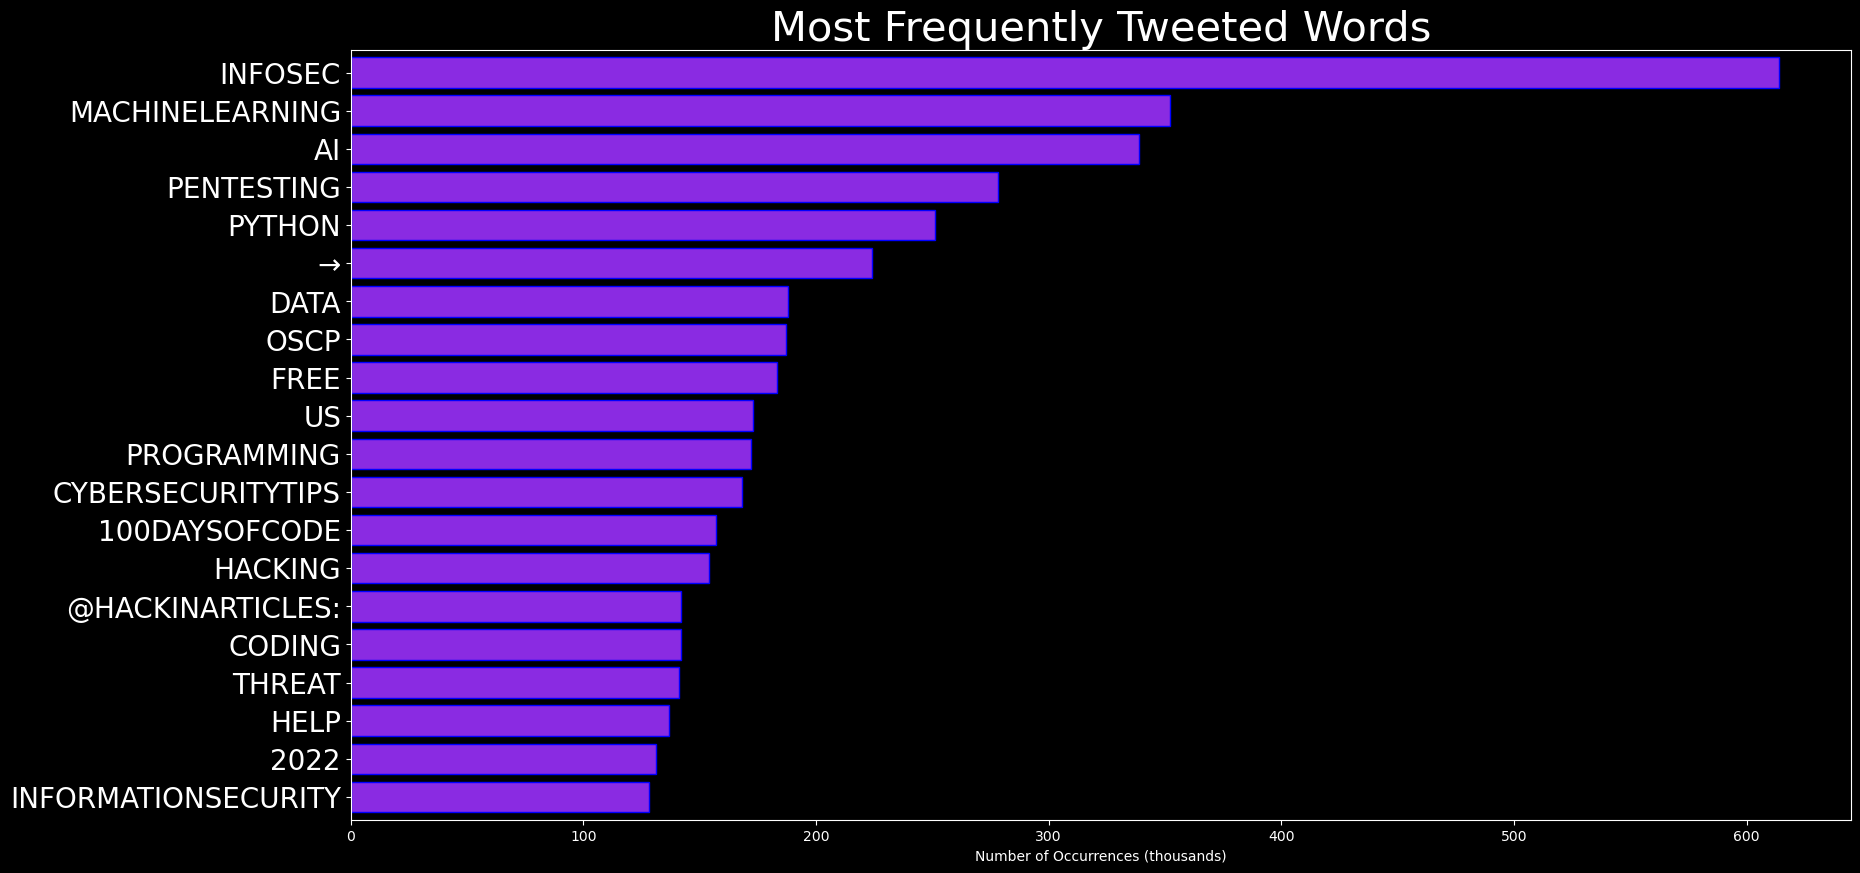 Most Frequently Tweeted Words
INFOSEC
MACHINELEARNING
AI
PENTESTING
PYTHON
→
DATA
OSCP
FREE
US
PROGRAMMING
CYBERSECURITYTIPS
100DAYSOFCODE
HACKING
@HACKINARTICLES:
CODING
THREAT
HELP
2022
INFORMATIONSECURITY
0 100 200 300 400 500 600
Number of Occurrences (thousands)